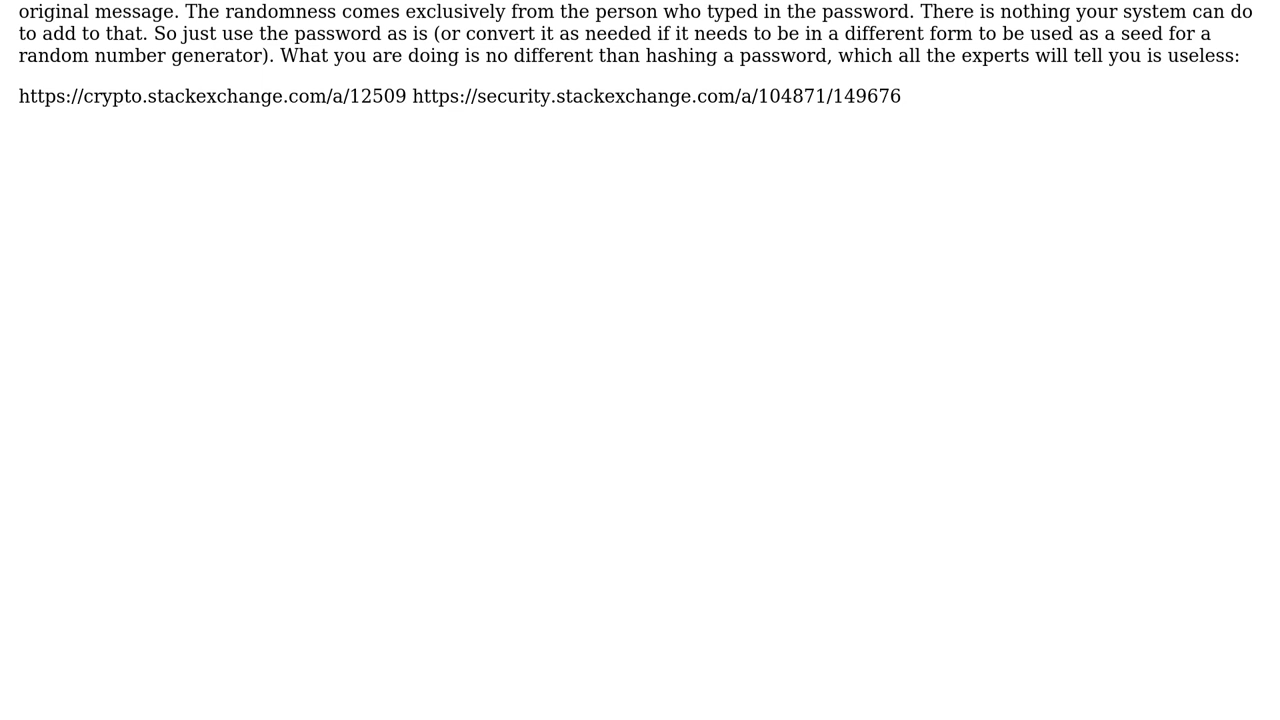 original message. The randomness comes exclusively from the person who typed in the password. There is nothing your system can do
to add to that. So just use the password as is (or convert it as needed if it needs to be in a different form to be used as a seed for a
random number generator). What you are doing is no different than hashing a password, which all the experts will tell you is useless:
https://crypto.stackexchange.com/a/12509 https://security.stackexchange.com/a/104871/149676